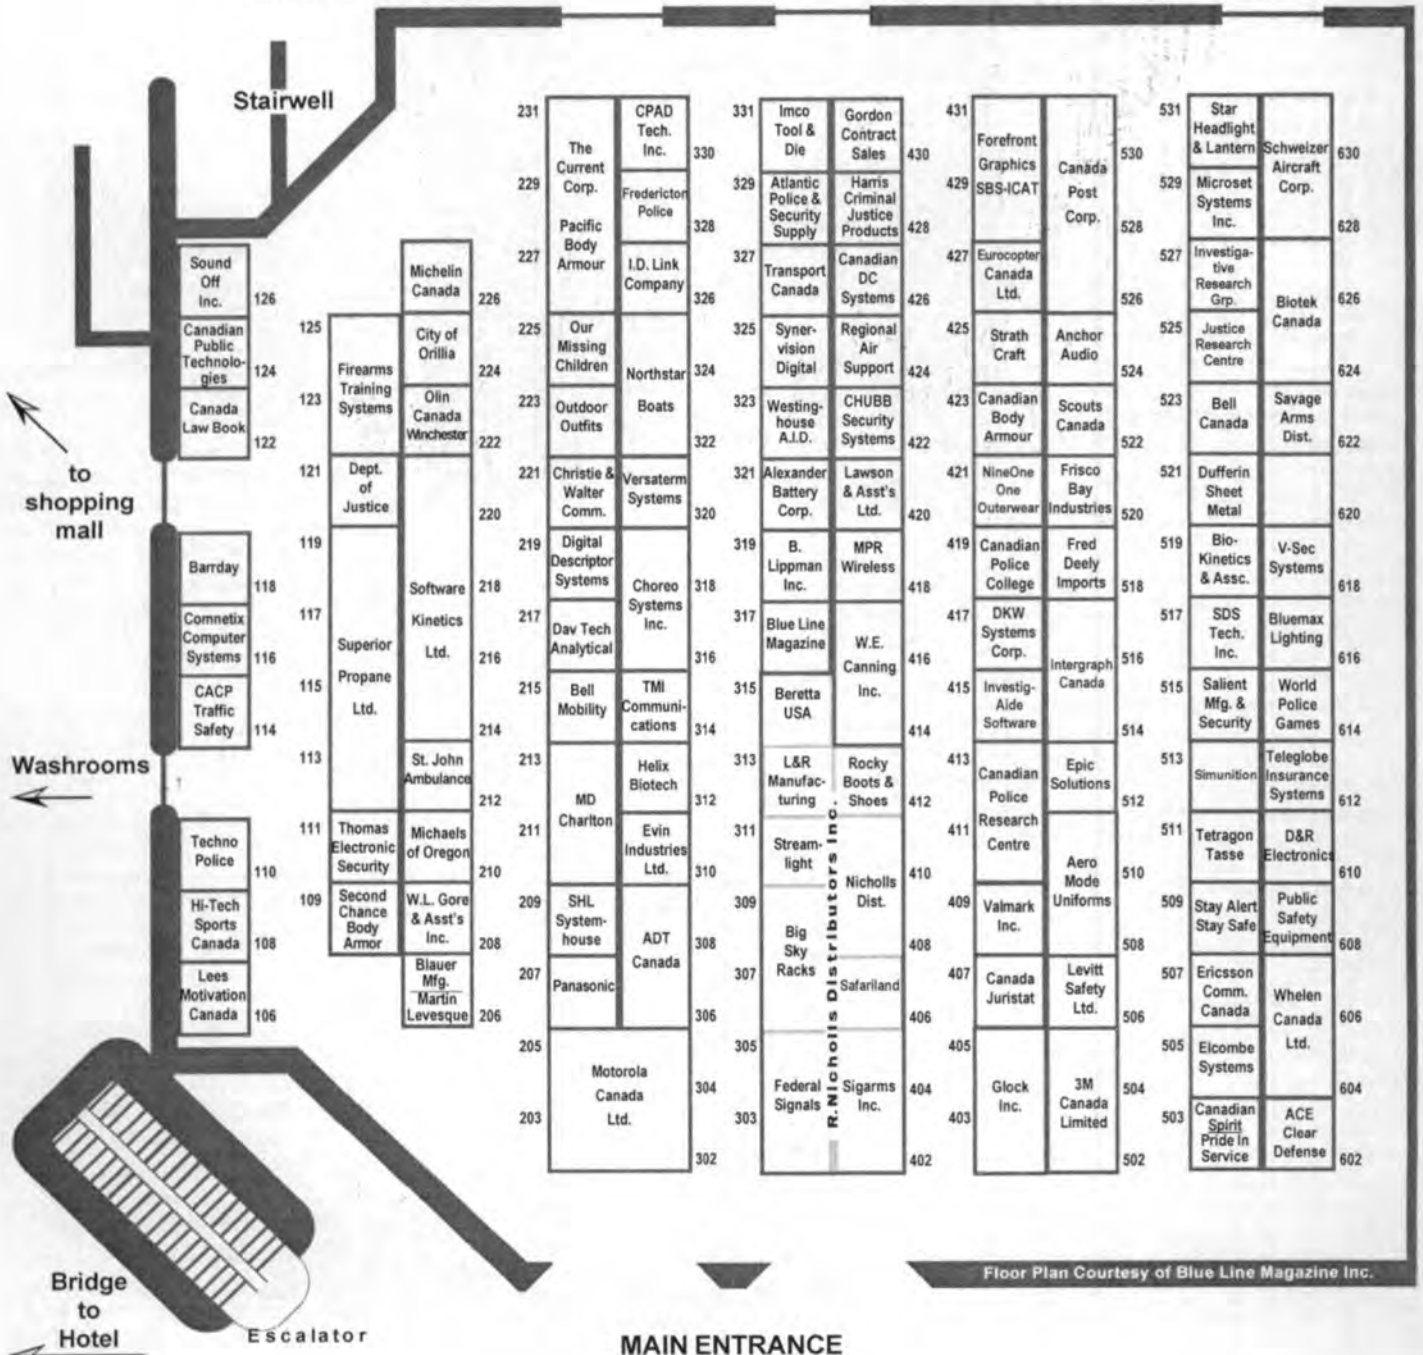 Stairwell
to
shopping
mall
Washrooms
Bridge
to
Hotel
Escalator
MAIN ENTRANCE
Floor Plan Courtesy of Blue Line Magazine Inc.
Sound
Off
Inc.
126
Canadian
Public
Technolo-
gies
124
Canada
Law Book
122
Barrday
118
Comnetix
Computer
Systems
116
CACP
Traffic
Safety
114
Techno
Police
110
Hi-Tech
Sports
Canada
108
Lees
Motivation
Canada
106
125
123
Firearms
Training
Systems
121
Dept.
of
Justice
119
117
115
113
Superior
Propane
Ltd.
111
Thomas
Electronic
Security
109
Second
Chance
Body
Armor
Michelin
Canada
226
City of
Orillia
224
Olin
Canada
Winchester
222
220
218
216
214
Software
Kinetics
Ltd.
St. John
Ambulance
212
Michaels
of Oregon
210
W.L. Gore
& Asst's
Inc.
208
Blauer
Mfg.
Martin
Levesque
206
231
229
227
The
Current
Corp.
Pacific
Body
Armour
225
Our
Missing
Children
223
Outdoor
Outfits
221
Christie &
Walter
Comm.
219
Digital
Descriptor
Systems
217
Dav Tech
Analytical
215
Bell
Mobility
213
211
MD
Charlton
209
SHL
System-
house
207
Panasonic
205
203
Motorola
Canada
Ltd.
304
302
CPAD
Tech.
Inc.
330
Fredericton
Police
328
I.D. Link
Company
326
Northstar
Boats
324
322
Versaterm
Systems
320
Choreo
Systems
Inc.
318
316
TMI
Communi-
cations
314
Helix
Biotech
312
Evin
Industries
Ltd.
310
ADT
Canada
308
306
331
Imco
Tool &
Die
329
Atlantic
Police &
Security
Supply
327
Transport
Canada
325
Syner-
vision
Digital
323
Westing-
house
A.I.D.
321
Alexander
Battery
Corp.
319
B.
Lippman
Inc.
317
Blue Line
Magazine
315
Beretta
USA
313
L&R
Manufac-
turing
311
Stream-
light
309
307
Big
Sky
Racks
305
303
Federal
Signals
R. Nicholls Distributors Inc.
Gordon
Contract
Sales
430
Harris
Criminal
Justice
Products
428
Canadian
DC
Systems
426
Regional
Air
Support
424
CHUBB
Security
Systems
422
Lawson
& Asst's
Ltd.
420
MPR
Wireless
418
W.E.
Canning
Inc.
416
414
Rocky
Boots &
Shoes
412
Nicholls
Dist.
410
408
Safariland
406
Sigarms
Inc.
404
402
431
429
Forefront
Graphics
SBS-ICAT
427
Eurocopter
Canada
Ltd.
425
Strath
Craft
423
Canadian
Body
Armour
421
NineOne
One
Outerwear
419
Canadian
Police
College
417
DKW
Systems
Corp.
415
Investig-
Aide
Software
413
411
Canadian
Police
Research
Centre
409
Valmark
Inc.
407
Canada
Juristat
405
403
Glock
Inc.
Canada
Post
Corp.
530
528
526
Anchor
Audio
524
Scouts
Canada
522
Frisco
Bay
Industries
520
Fred
Deely
Imports
518
Intergraph
Canada
516
514
Epic
Solutions
512
Aero
Mode
Uniforms
510
508
Levitt
Safety
Ltd.
506
3M
Canada
Limited
504
502
531
Star
Headlight
& Lantern
529
Microset
Systems
Inc.
527
Investiga-
tive
Research
Grp.
525
Justice
Research
Centre
523
Bell
Canada
521
Dufferin
Sheet
Metal
519
Bio-
Kinetics
& Assc.
517
SDS
Tech.
Inc.
515
Salient
Mfg. &
Security
513
Simunition
511
Tetragon
Tasse
509
Stay Alert
Stay Safe
507
Ericsson
Comm.
Canada
505
Elcombe
Systems
503
Canadian
Spirit
Pride In
Service
Schweizer
Aircraft
Corp.
630
628
Biotek
Canada
626
624
Savage
Arms
Dist.
622
620
V-Sec
Systems
618
Bluemax
Lighting
616
World
Police
Games
614
Teleglobe
Insurance
Systems
612
D&R
Electronics
610
Public
Safety
Equipment
608
Whelen
Canada
Ltd.
606
604
ACE
Clear
Defense
602